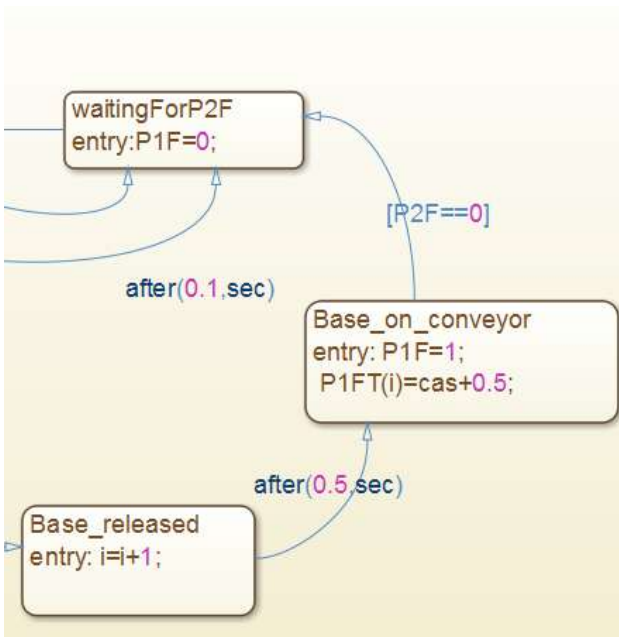 waitingForP2F
entry:P1F=0;
[P2F==0]
after(0.1,sec)
Base_on_conveyor
entry: P1F=1;
P1FT(i)=cas+0.5;
after(0.5,sec)
Base_released
entry: i=i+1;